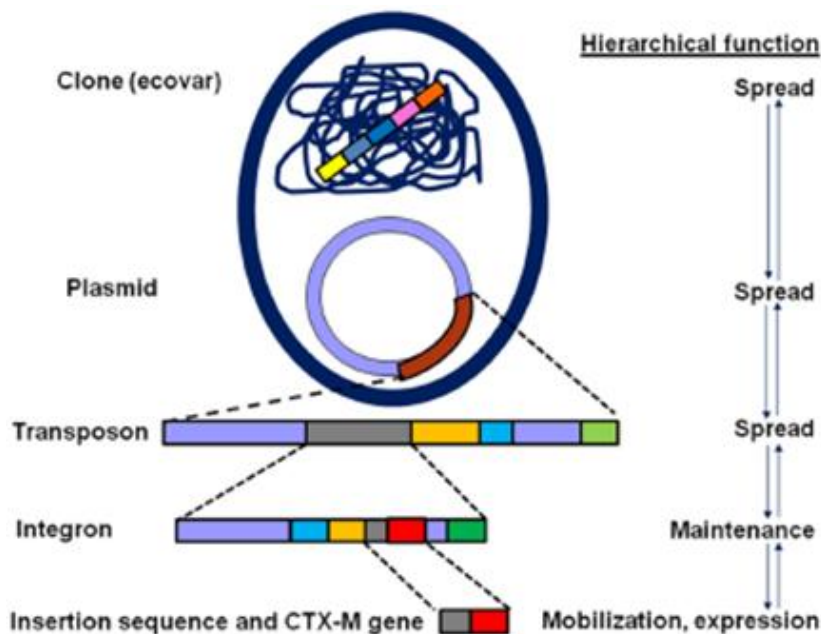 Hierarchical function
Clone (ecovar)
Spread
Plasmid
Spread
Transposon
Spread
Integron
Maintenance
Insertion sequence and CTX-M gene
Mobilization, expression